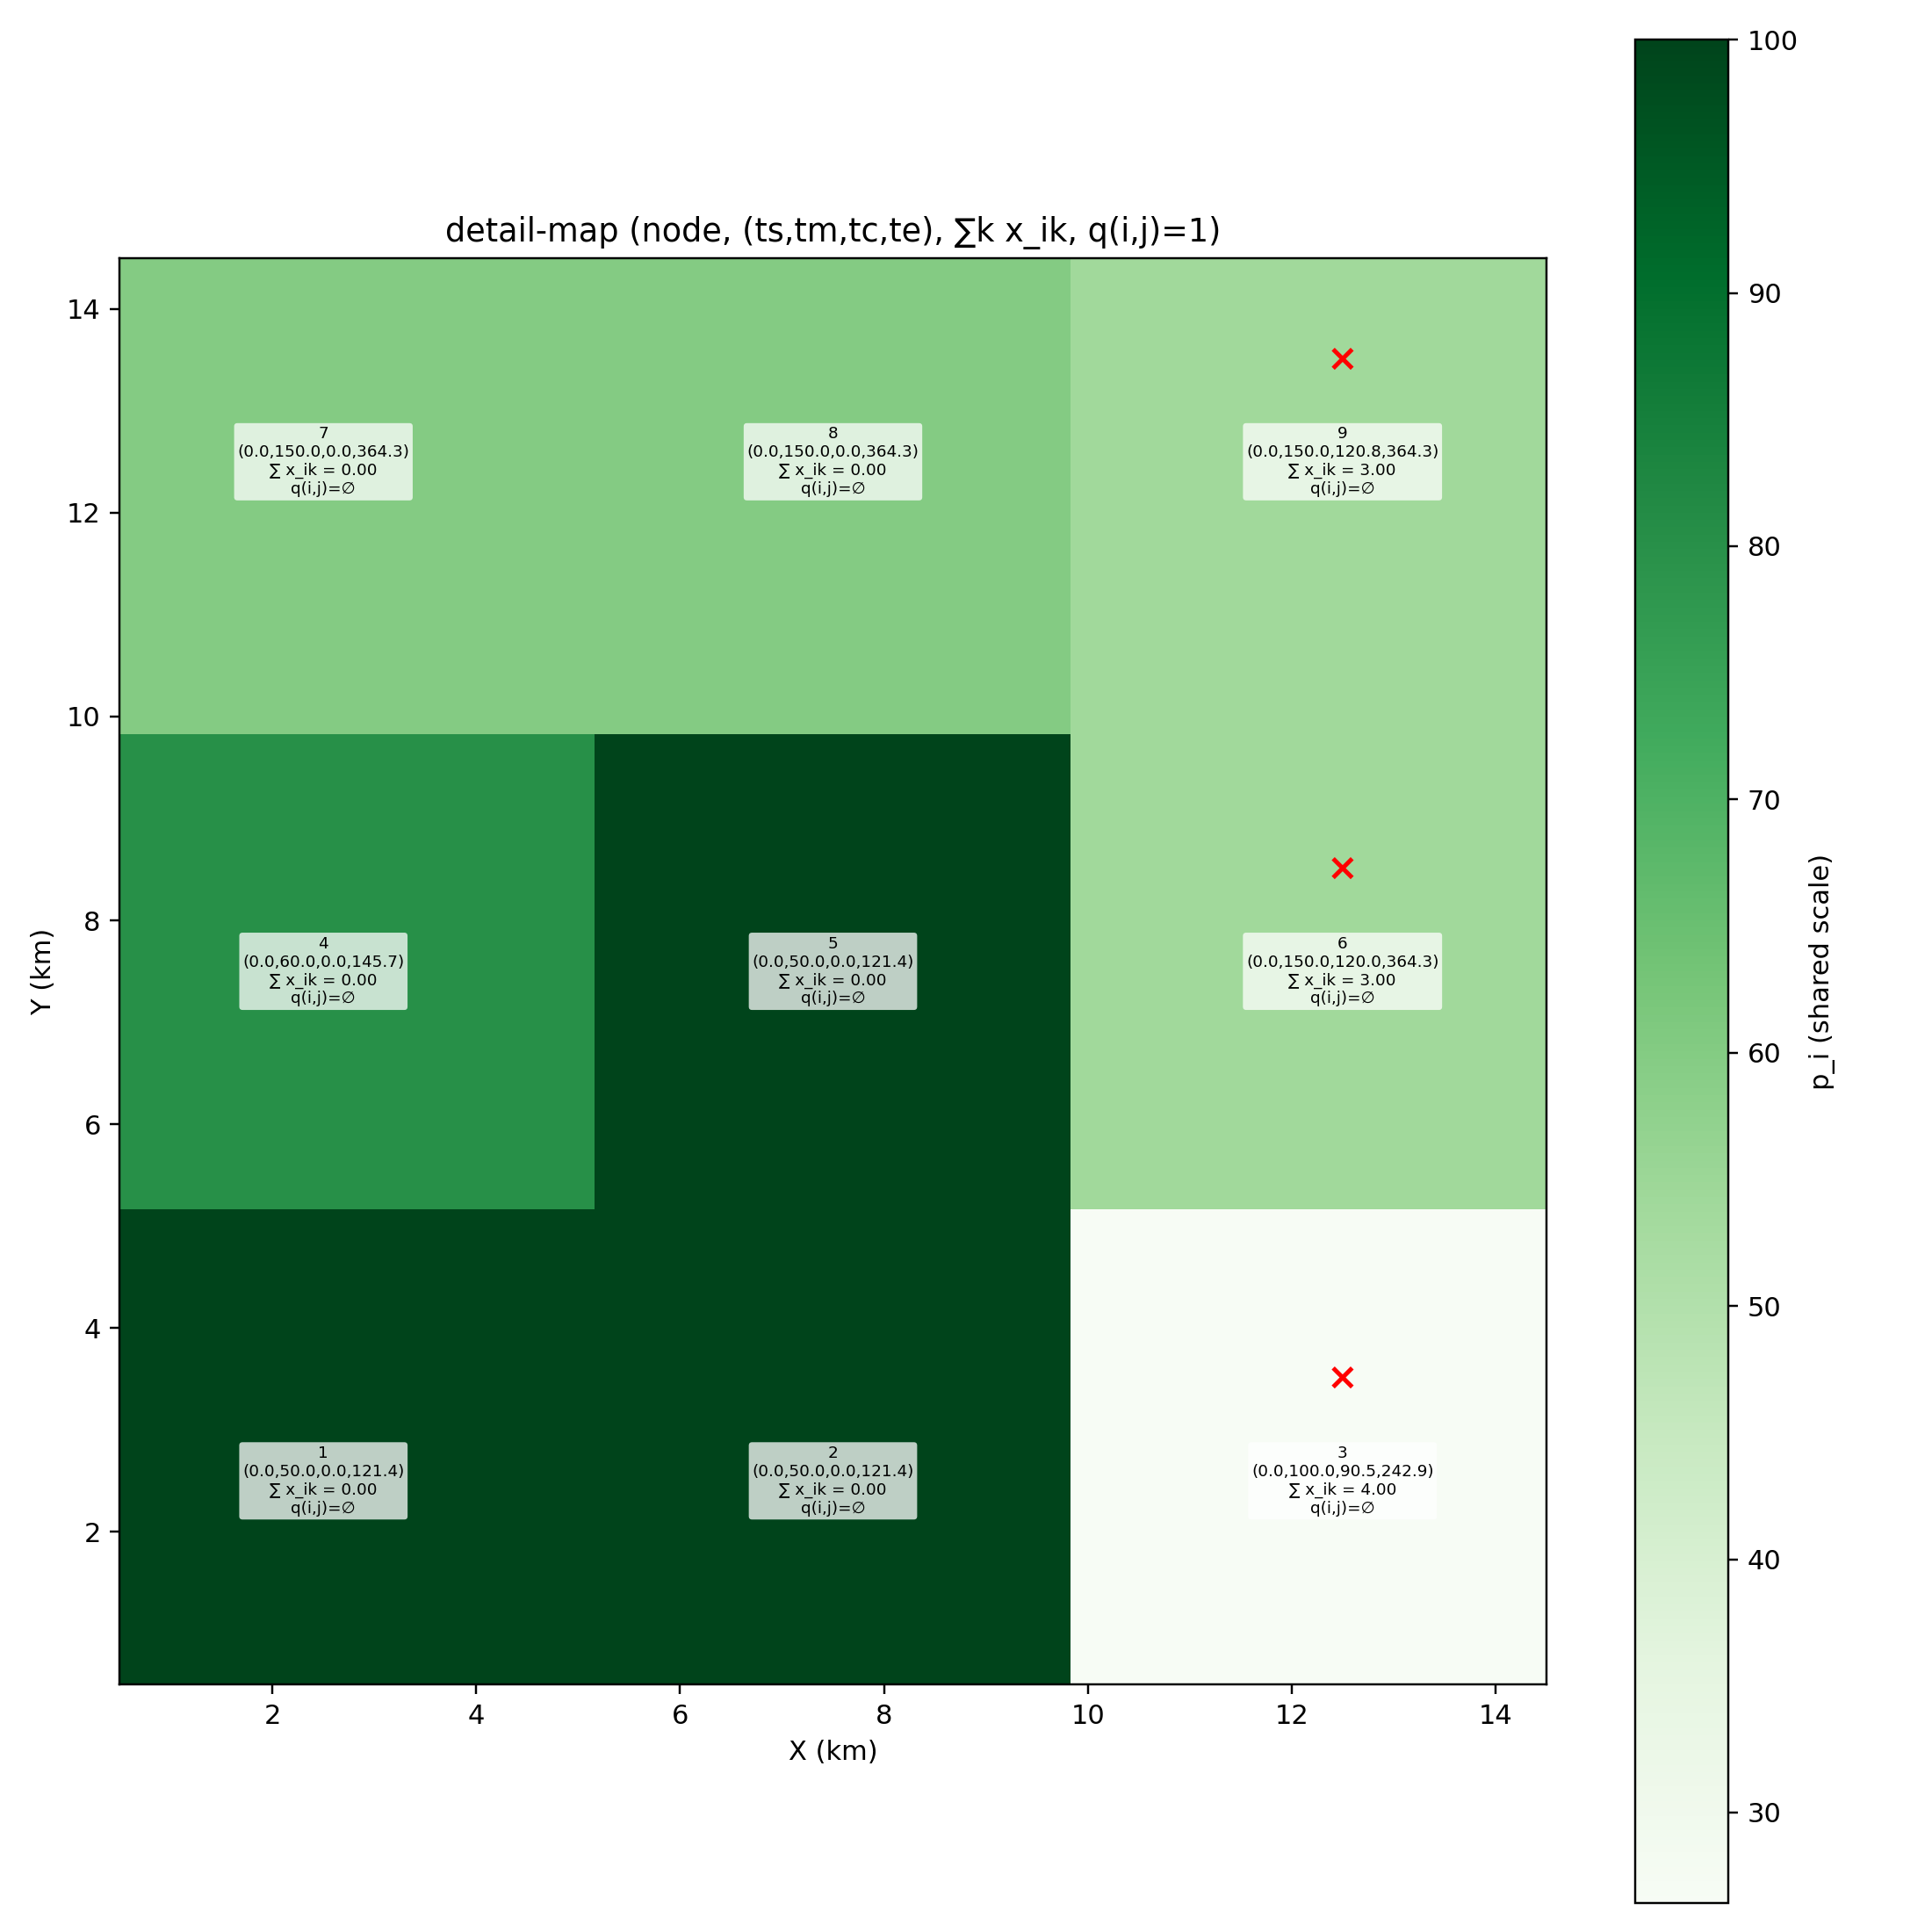 detail-map (node, (ts,tm,tc,te), ∑k x_ik, q(i,j)=1)
14
12
10
8
6
4
2
Y (km)
7
(0.0,150.0,0.0,364.3)
∑ x_ik = 0.00
q(i,j)=∅
8
(0.0,150.0,0.0,364.3)
∑ x_ik = 0.00
q(i,j)=∅
9
(0.0,150.0,120.8,364.3)
∑ x_ik = 3.00
q(i,j)=∅
4
(0.0,60.0,0.0,145.7)
∑ x_ik = 0.00
q(i,j)=∅
5
(0.0,50.0,0.0,121.4)
∑ x_ik = 0.00
q(i,j)=∅
6
(0.0,150.0,120.0,364.3)
∑ x_ik = 3.00
q(i,j)=∅
1
(0.0,50.0,0.0,121.4)
∑ x_ik = 0.00
q(i,j)=∅
2
(0.0,50.0,0.0,121.4)
∑ x_ik = 0.00
q(i,j)=∅
3
(0.0,100.0,90.5,242.9)
∑ x_ik = 4.00
q(i,j)=∅
2 4 6 8 10 12 14
X (km)
100
90
80
70
60
50
40
30
p_i (shared scale)